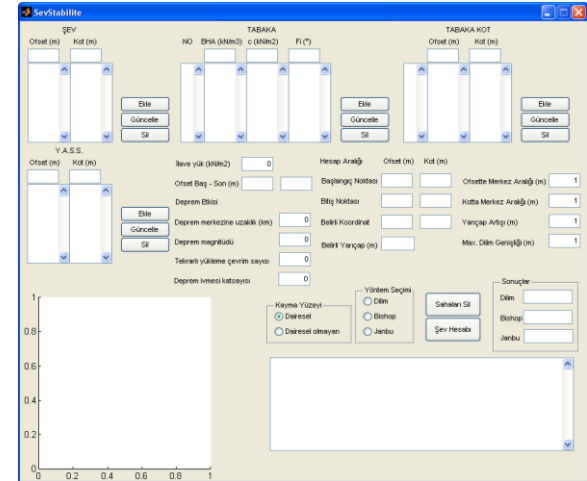 SevStabilite
ŞEV
TABAKA
TABAKA KOT
Ofset (m) Kot (m)
NO BHA (kN/m3) c (kN/m2) Fi (°)
Ofset (m) Kot (m)
Ekle
Güncelle
Sil
Ekle
Güncelle
Sil
Ekle
Güncelle
Sil
Y.A.S.S.
Ofset (m) Kot (m)
Ekle
Güncelle
Sil
İlave yük (kN/m2) 0
Ofset Baş - Son (m)
Deprem Etkisi
Deprem merkezine uzaklık (km) 0
Deprem magnitüdü 0
Tekrarlı yükleme çevrim sayısı 0
Deprem ivmesi katsayısı 0
Hesap Aralığı Ofset (m) Kot (m)
Başlangıç Noktası
Bitiş Noktası
Belirli Koordinat
Belirli Yarıçap (m)
Ofsette Merkez Aralığı (m) 1
Kotta Merkez Aralığı (m) 1
Yarıçap Artışı (m) 1
Max. Dilim Genişliği (m) 1
Kayma Yüzeyi
Dairesel
Dairesel olmayan
Yöntem Seçimi
Dilim
Bishop
Janbu
Sahaları Sil
Şev Hesabı
Sonuçlar
Dilim
Bishop
Janbu
1
0.8
0.6
0.4
0.2
0
0 0.2 0.4 0.6 0.8 1